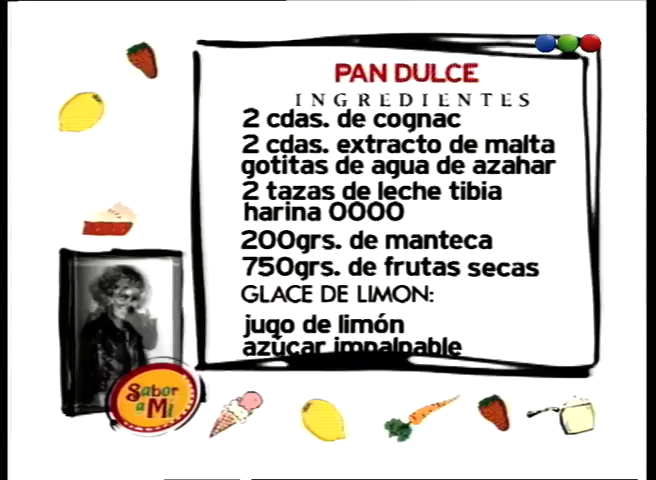 PAN DULCE
INGREDIENTES
2 cdas. de cognac
2 cdas. extracto de malta
gotitas de agua de azahar
2 tazas de leche tibia
harina 0000
200grs. de manteca
750grs. de frutas secas
GLACE DE LIMON:
jugo de limón
azúcar impalpable
Sabor
a Mí